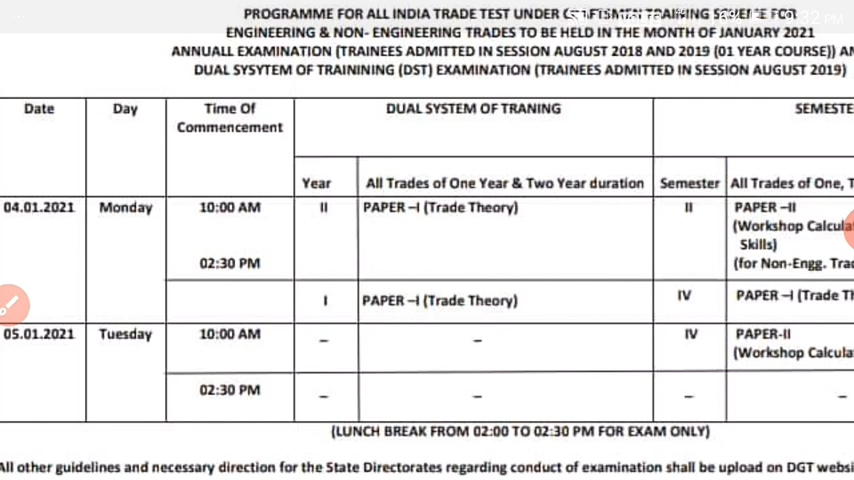 PROGRAMME FOR ALL INDIA TRADE TEST UNDER CRAFTSMEN TRAINING SCHEME FOR
ENGINEERING & NON- ENGINEERING TRADES TO BE HELD IN THE MONTH OF JANUARY 2021
ANNUALL EXAMINATION (TRAINEES ADMITTED IN SESSION AUGUST 2018 AND 2019 (01 YEAR COURSE)) AN
DUAL SYSYTEM OF TRAINING (DST) EXAMINATION (TRAINEES ADMITTED IN SESSION AUGUST 2019)
Date Day Time Of Commencement DUAL SYSTEM OF TRANING SEMESTE
Year All Trades of One Year & Two Year duration Semester All Trades of One, T
04.01.2021 Monday 10:00 AM II PAPER –I (Trade Theory) II PAPER –II
(Workshop Calcula
Skills)
02:30 PM (for Non-Engg. Trad
I PAPER –I (Trade Theory) IV PAPER –I (Trade Th
05.01.2021 Tuesday 10:00 AM – – IV PAPER-II
(Workshop Calcula
02:30 PM – – – –
(LUNCH BREAK FROM 02:00 TO 02:30 PM FOR EXAM ONLY)
All other guidelines and necessary direction for the State Directorates regarding conduct of examination shall be upload on DGT websi